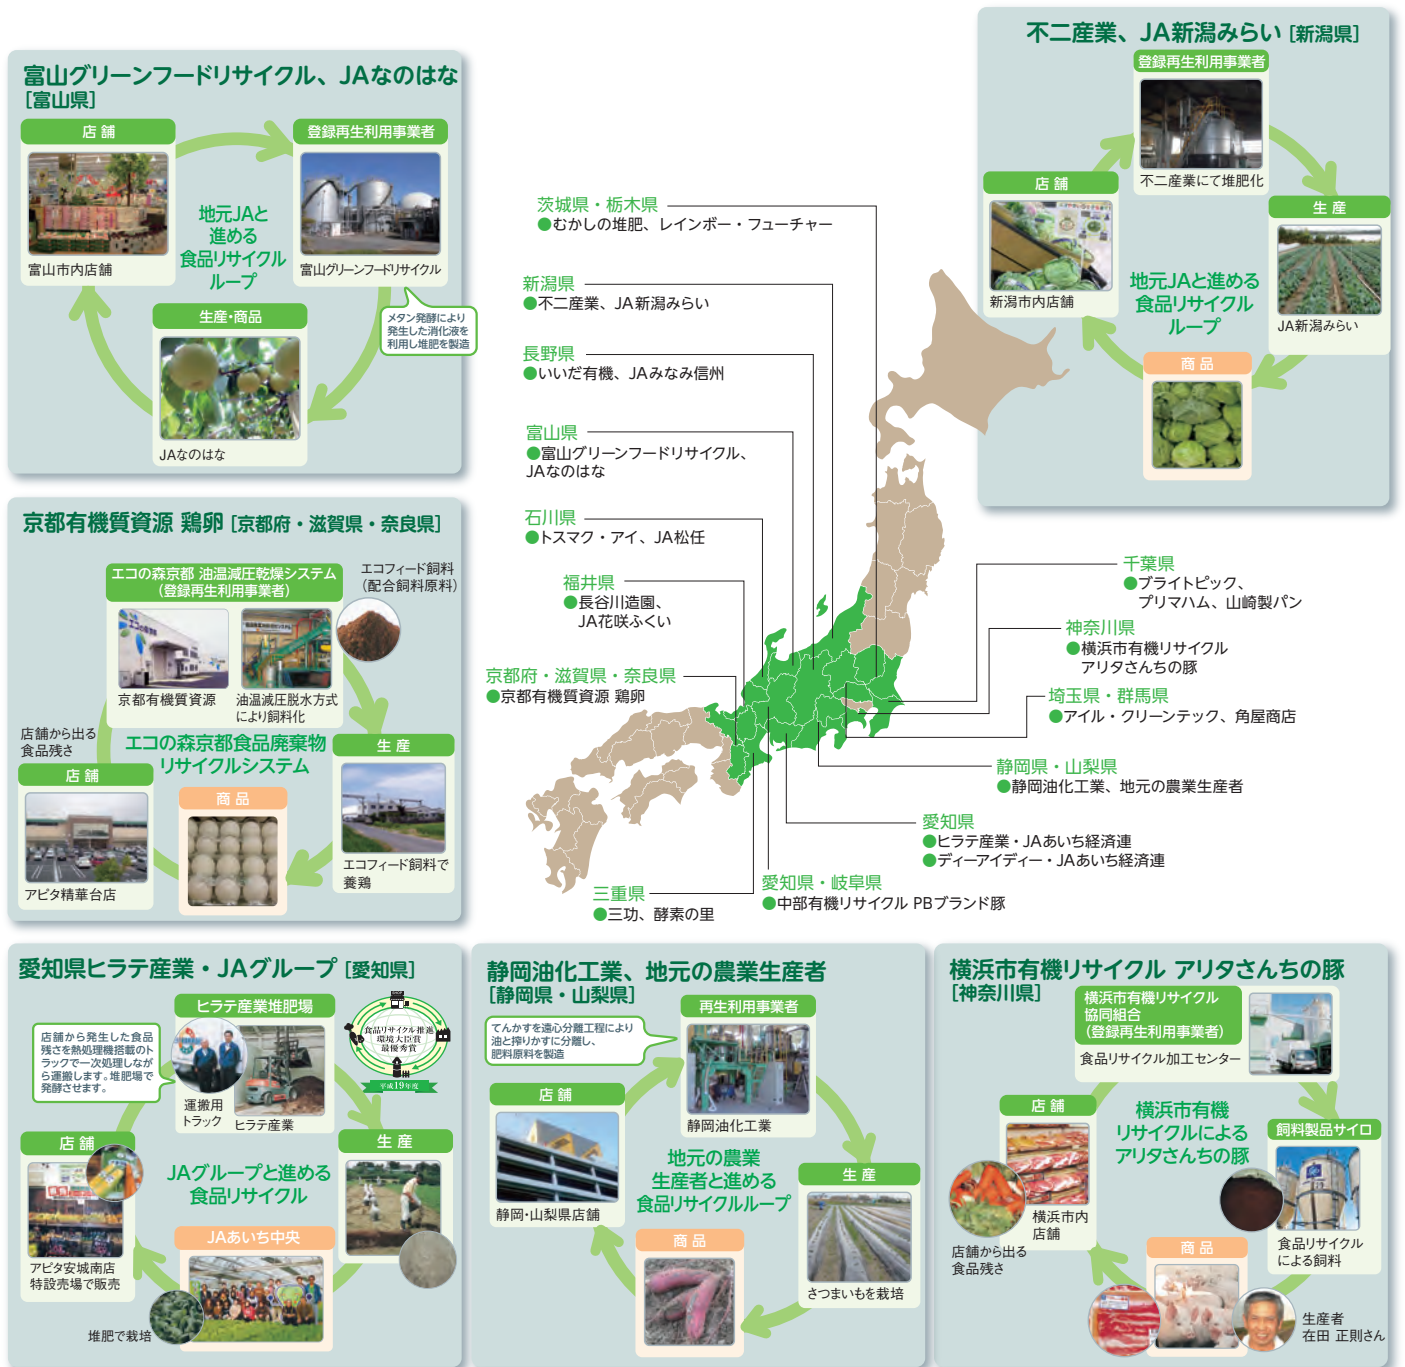 富山グリーンフードリサイクル、JAなのはな
[富山県]
店 舗
富山市内店舗
登録再生利用事業者
富山グリーンフードリサイクル
地元JAと
進める
食品リサイクル
ループ
メタン発酵により
発生した消化液を
利用し堆肥を製造
生産・商品
JAなのはな
不二産業、JA新潟みらい [新潟県]
登録再生利用事業者
不二産業にて堆肥化
店 舗
新潟市内店舗
生 産
JA新潟みらい
地元JAと進める
食品リサイクル
ループ
商 品
茨城県・栃木県
●むかしの堆肥、レインボー・フューチャー
新潟県
●不二産業、JA新潟みらい
長野県
●いいだ有機、JAみなみ信州
富山県
●富山グリーンフードリサイクル、
JAなのはな
石川県
●トスマク・アイ、JA松任
福井県
●長谷川造園、
JA花咲ふくい
京都府・滋賀県・奈良県
●京都有機質資源 鶏卵
千葉県
●ブライトピック、
プリマハム、山崎製パン
神奈川県
●横浜市有機リサイクル
アリタさんちの豚
埼玉県・群馬県
●アイル・クリーンテック、角屋商店
静岡県・山梨県
●静岡油化工業、地元の農業生産者
愛知県
●ヒラテ産業・JAあいち経済連
●ディーアイディー・JAあいち経済連
愛知県・岐阜県
●中部有機リサイクル PBブランド豚
三重県
●三功、酵素の里
京都有機質資源 鶏卵 [京都府・滋賀県・奈良県]
エコの森京都 油温減圧乾燥システム
（登録再生利用事業者）
京都有機質資源
油温減圧脱水方式
により飼料化
エコフィード飼料
（配合飼料原料）
店舗から出る
食品残さ
エコの森京都食品廃棄物
リサイクルシステム
店 舗
アピタ精華台店
商 品
生 産
エコフィード飼料で
養鶏
愛知県ヒラテ産業・JAグループ [愛知県]
ヒラテ産業堆肥場
店舗から発生した食品
残さを熱処理機搭載のト
ラックで一次処理しなが
ら運搬します。堆肥場で
発酵させます。
運搬用
トラック
ヒラテ産業
食品リサイクル推進
環境大臣賞
最優秀賞
平成19年度
店 舗
アピタ安城南店
特設売場で販売
JAグループと進める
食品リサイクル
生 産
JAあいち中央
堆肥で栽培
静岡油化工業、地元の農業生産者
[静岡県・山梨県]
再生利用事業者
静岡油化工業
てんかすを遠心分離工程により
油と搾りかすに分離し、
肥料原料を製造
店 舗
静岡・山梨県店舗
地元の農業
生産者と進める
食品リサイクルループ
生 産
さつまいもを栽培
商 品
横浜市有機リサイクル アリタさんちの豚
[神奈川県]
横浜市有機リサイクル
協同組合
（登録再生利用事業者）
食品リサイクル加工センター
店 舗
横浜市内
店舗
店舗から出る
食品残さ
横浜市有機
リサイクルによる
アリタさんちの豚
飼料製品サイロ
食品リサイクル
による飼料
商 品
生産者
在田 正則さん